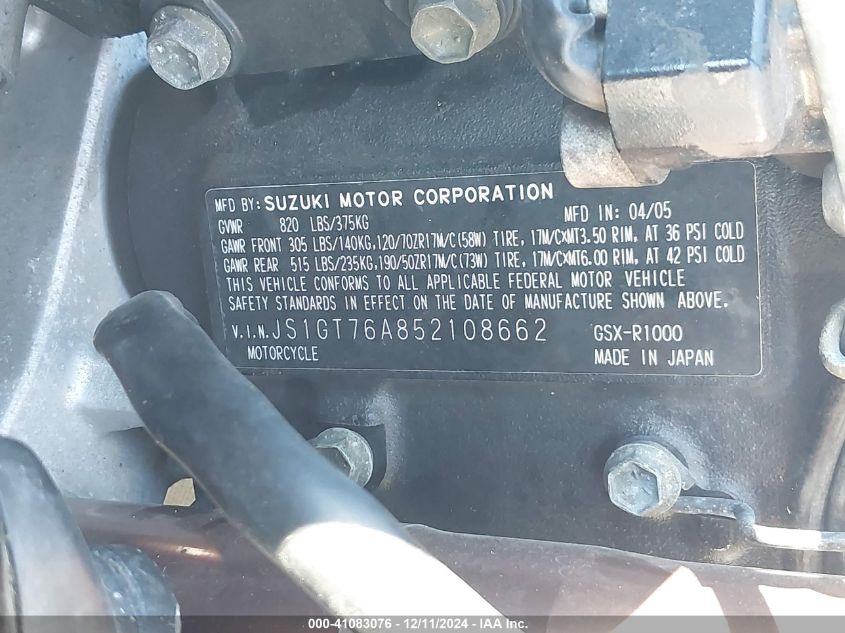 MFD BY: SUZUKI MOTOR CORPORATION
GVWR 820 LBS/375KG MFD IN: 04/05
GAWR FRONT 305 LBS/140KG,120/70ZR17M/C(58W) TIRE, 17M/CXMT3.50 RIM, AT 36 PSI COLD
GAWR REAR 515 LBS/235KG,190/50ZR17M/C(73W) TIRE, 17M/CXMT6.00 RIM, AT 42 PSI COLD
THIS VEHICLE CONFORMS TO ALL APPLICABLE FEDERAL MOTOR VEHICLE
SAFETY STANDARDS IN EFFECT ON THE DATE OF MANUFACTURE SHOWN ABOVE.
V.I.N. JS1GT76A852108662 GSX-R1000
MOTORCYCLE MADE IN JAPAN
000-41083076 - 12/11/2024 - IAA Inc.